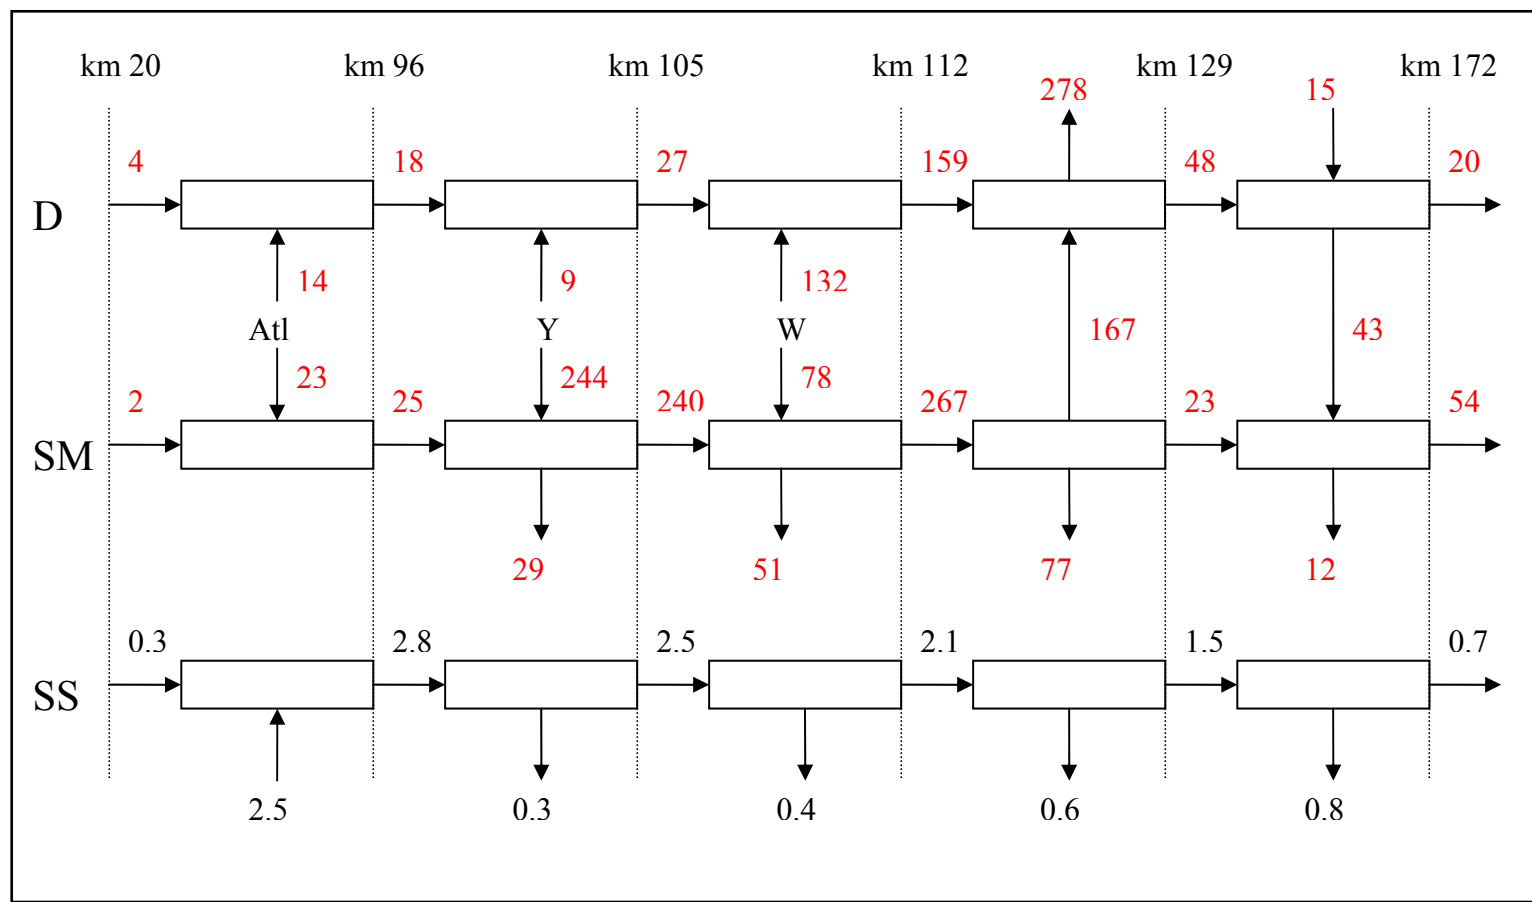 km 20 km 96 km 105 km 112 km 129 km 172
278 15
4 18 27 159 48 20
D
14 9 132
Atl Y W 167 43
23 244 78
2 25 240 267 23 54
SM
29 51 77 12
0.3 2.8 2.5 2.1 1.5 0.7
SS
2.5 0.3 0.4 0.6 0.8